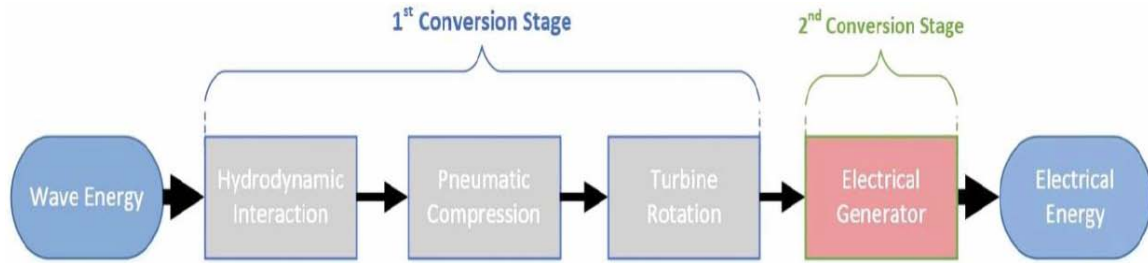 1st Conversion Stage
2nd Conversion Stage
Wave Energy
Hydrodynamic
Interaction
Pneumatic
Compression
Turbine
Rotation
Electrical
Generator
Electrical
Energy